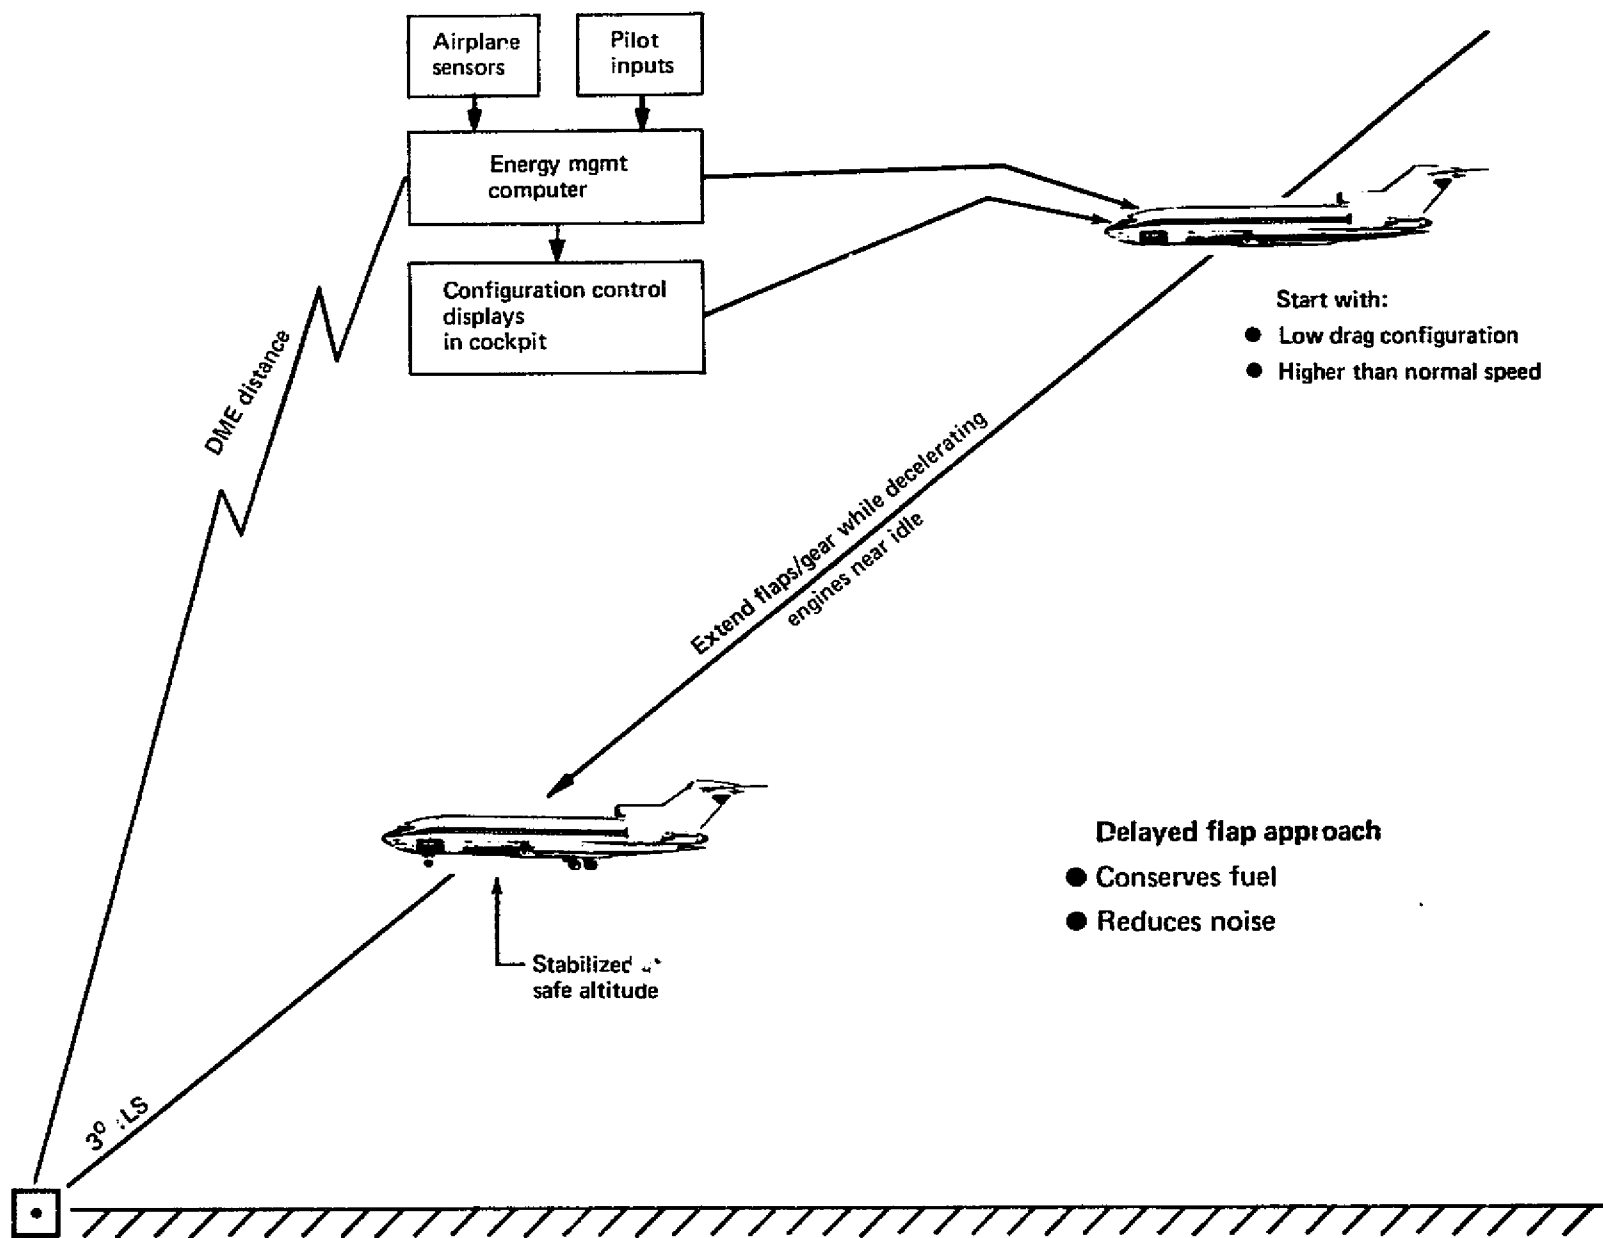 Airplane
sensors
Pilot
inputs
Energy mgmt
computer
Configuration control
displays
in cockpit
DME distance
Start with:
● Low drag configuration
● Higher than normal speed
Extend flaps/gear while decelerating
engines near idle
Delayed flap approach
● Conserves fuel
● Reduces noise
Stabilized
safe altitude
3° ILS